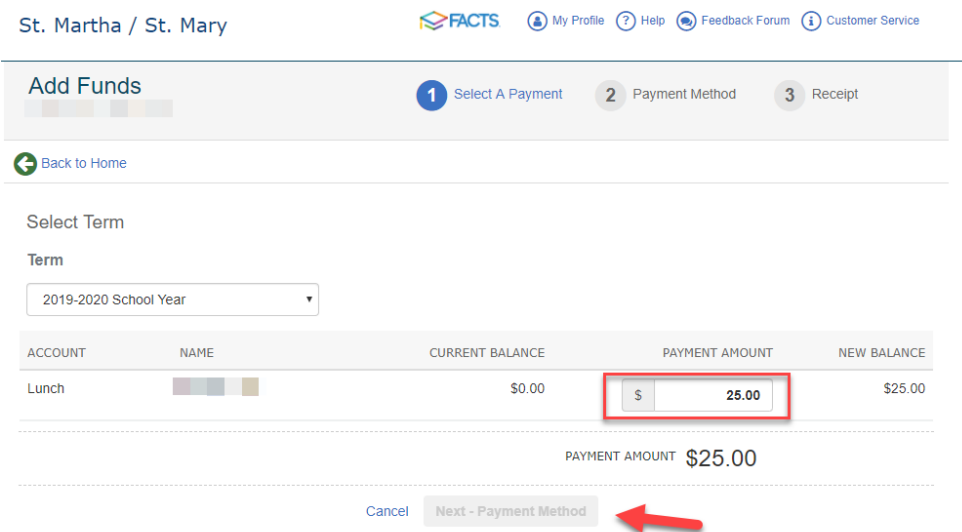 St. Martha / St. Mary
FACTS My Profile ? Help Feedback Forum i Customer Service
Add Funds
1 Select A Payment 2 Payment Method 3 Receipt
Back to Home
Select Term
Term
2019-2020 School Year
ACCOUNT NAME CURRENT BALANCE PAYMENT AMOUNT NEW BALANCE
Lunch $0.00 $ 25.00 $25.00
PAYMENT AMOUNT $25.00
Cancel Next - Payment Method